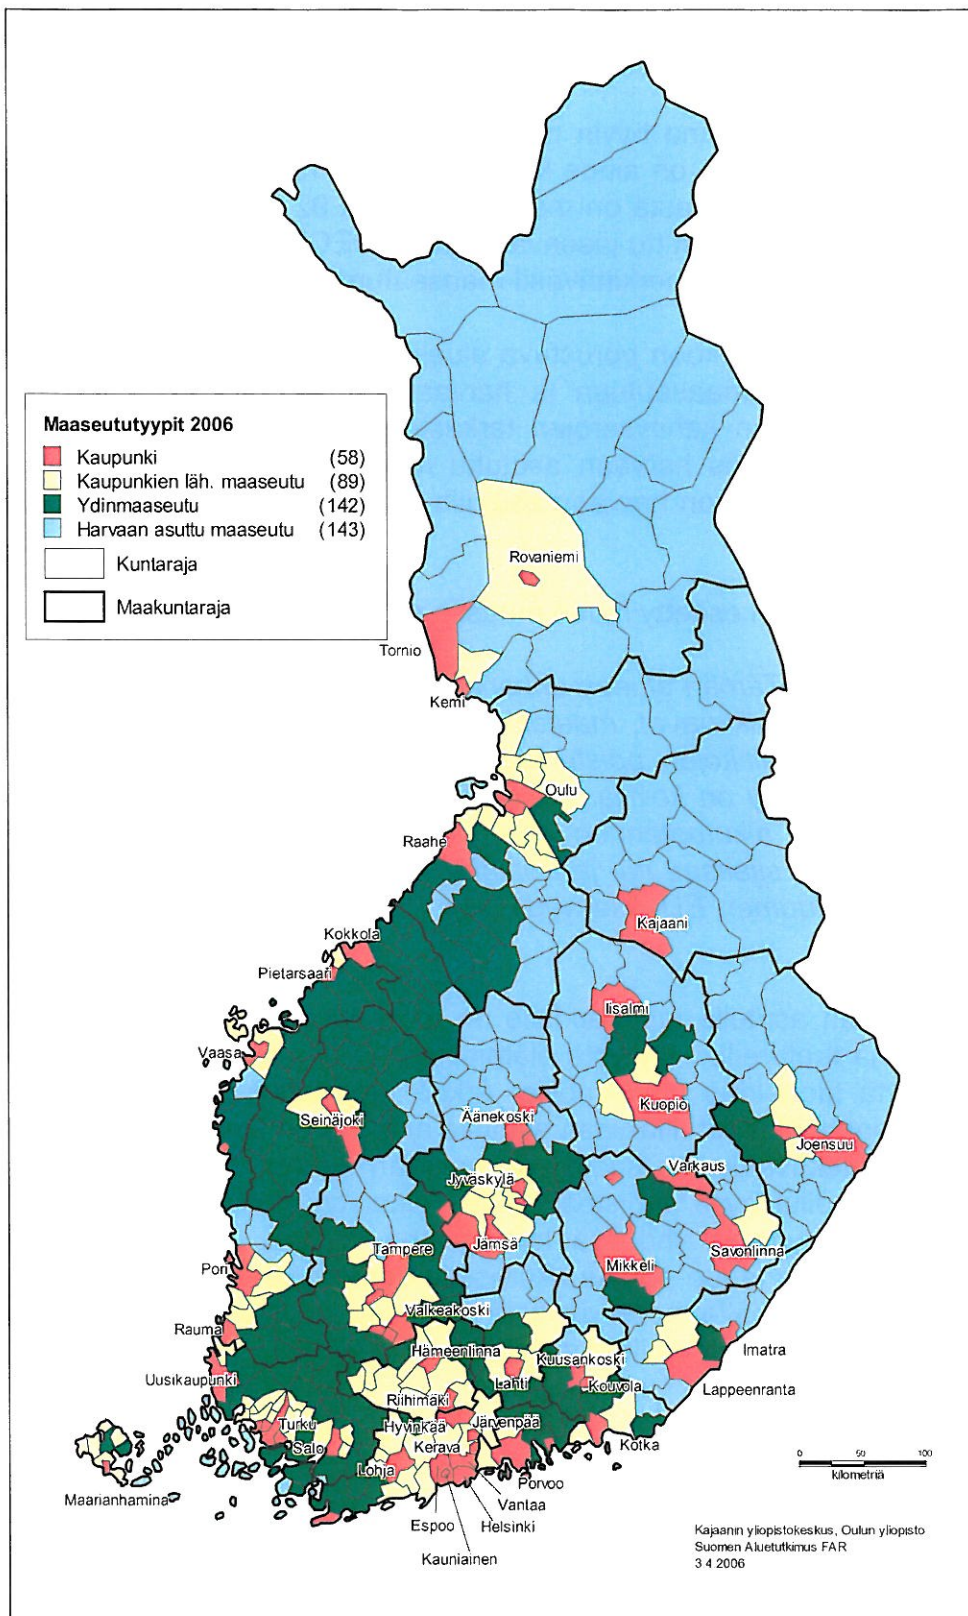 Maaseututyypit 2006
Kaupunki (58)
Kaupunkien läh. maaseutu (89)
Ydinmaaseutu (142)
Harvaan asuttu maaseutu (143)
Kuntaraja
Maakuntaraja
Rovaniemi
Tornio
Kemi
Oulu
Raahe
Kajaani
Kokkola
Pietarsaari
Iisalmi
Vaasa
Seinäjoki
Äänekoski
Kuopio
Joensuu
Varkaus
Jyväskylä
Jämsä
Savonlinna
Tampere
Mikkeli
Pori
Valkeakoski
Rauma
Imatra
Hämeenlinna
Kuusankoski
Uusikaupunki
Lahti
Kouvola
Lappeenranta
Riihimäki
Turku
Hyvinkää
Järvenpää
Salo
Kerava
Kotka
Lohja
Porvoo
Maarianhamina
Vantaa
Espoo
Helsinki
Kauniainen
0 50 100
kilometriä
Kajaanin yliopistokeskus, Oulun yliopisto
Suomen Aluetutkimus FAR
3.4.2006